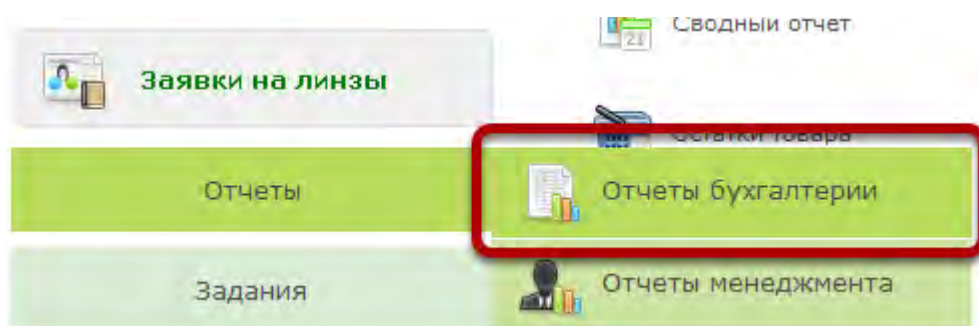 Сводный отчет
Заявки на линзы
Остатки товара
Отчеты
Отчеты бухгалтерии
Задания
Отчеты менеджмента